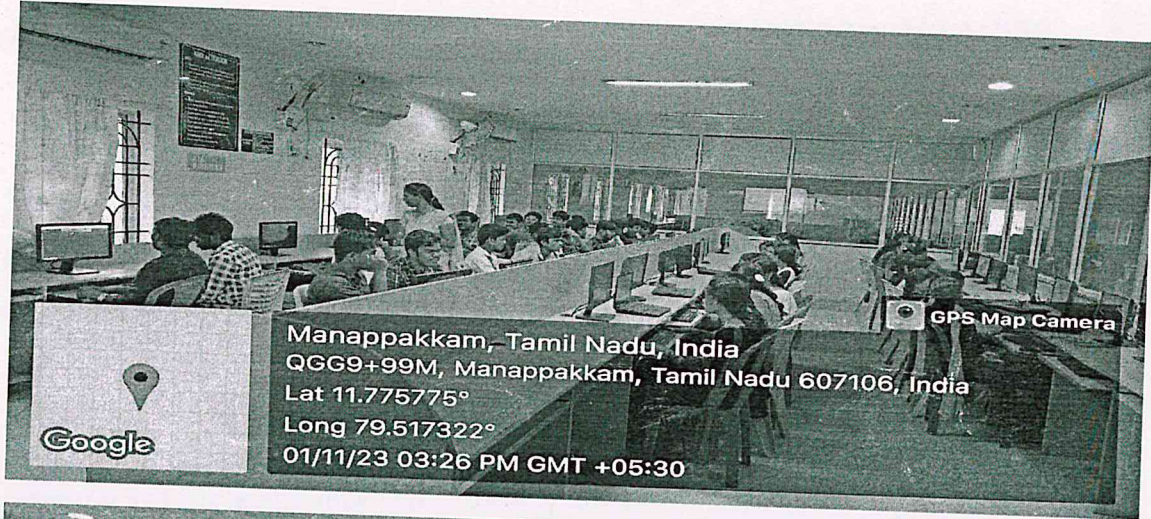 GPS Map Camera
Manappakkam, Tamil Nadu, India
QGG9+99M, Manappakkam, Tamil Nadu 607106, India
Lat 11.775775°
Long 79.517322°
01/11/23 03:26 PM GMT +05:30
Google